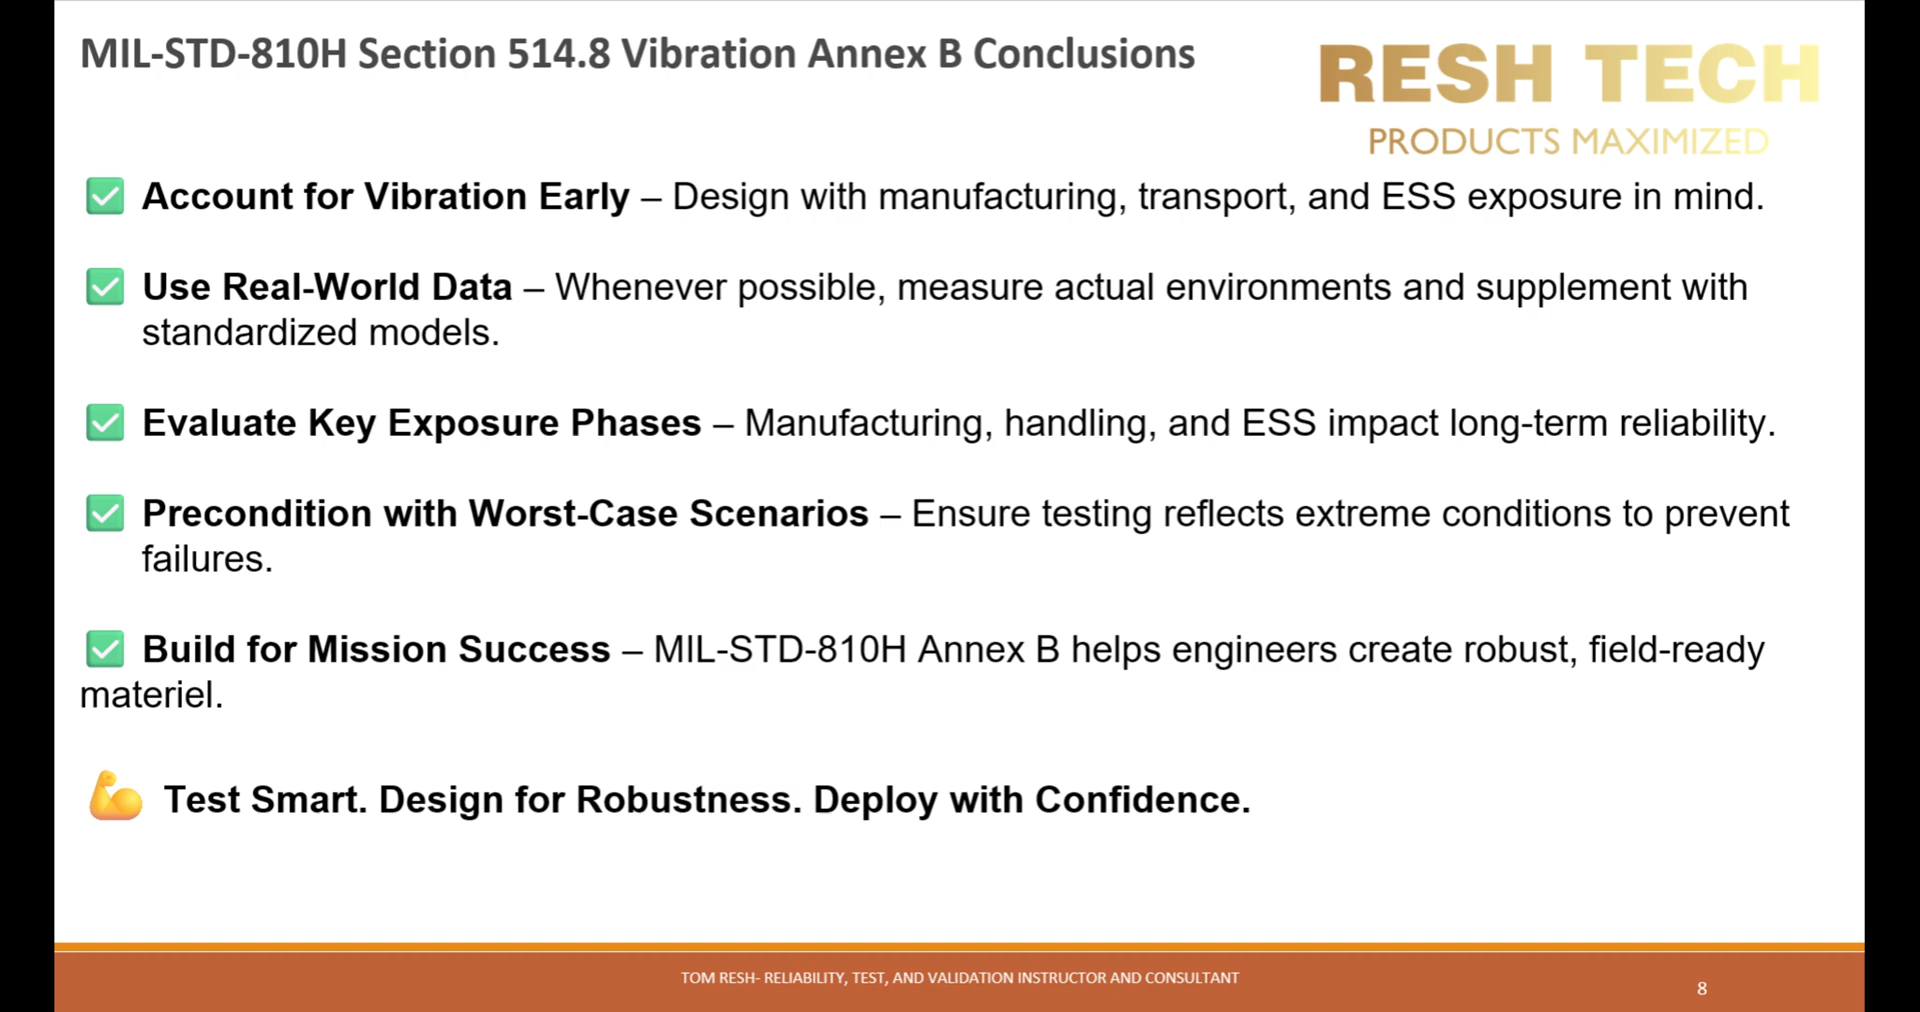 MIL-STD-810H Section 514.8 Vibration Annex B Conclusions
RESH TECH
PRODUCTS MAXIMIZED
✅ Account for Vibration Early – Design with manufacturing, transport, and ESS exposure in mind.
✅ Use Real-World Data – Whenever possible, measure actual environments and supplement with
standardized models.
✅ Evaluate Key Exposure Phases – Manufacturing, handling, and ESS impact long-term reliability.
✅ Precondition with Worst-Case Scenarios – Ensure testing reflects extreme conditions to prevent
failures.
✅ Build for Mission Success – MIL-STD-810H Annex B helps engineers create robust, field-ready
materiel.
💪 Test Smart. Design for Robustness. Deploy with Confidence.
TOM RESH- RELIABILITY, TEST, AND VALIDATION INSTRUCTOR AND CONSULTANT
8